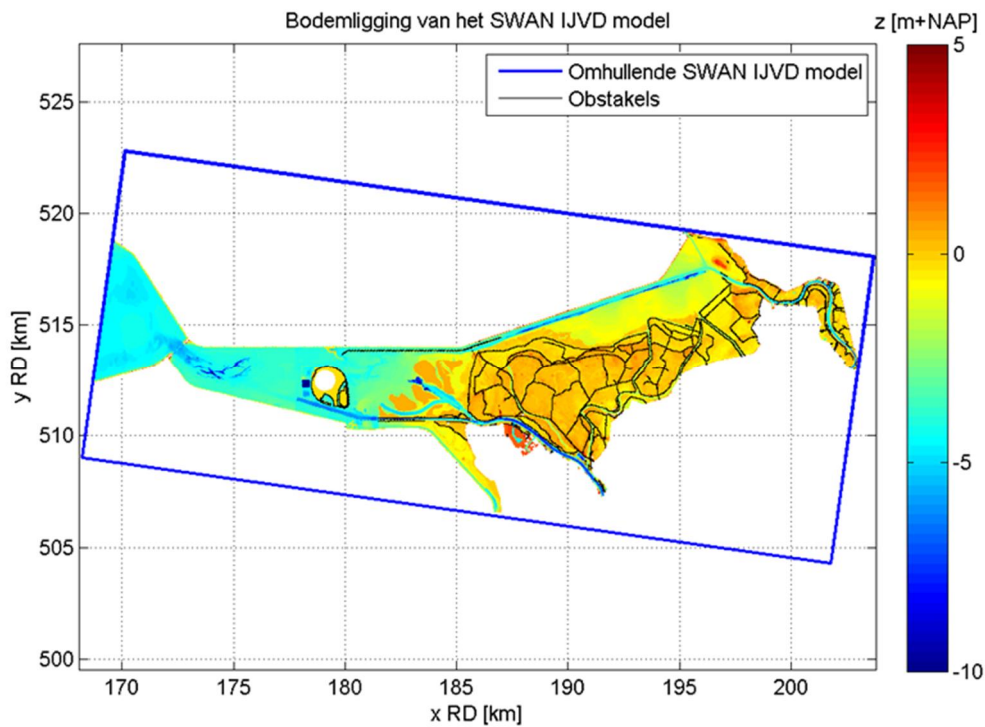 Bodemligging van het SWAN IJVD model
z [m+NAP]
Omhullende SWAN IJVD model
Obstakels
525
520
515
510
505
500
y RD [km]
170
175
180
185
190
195
200
x RD [km]
5
0
-5
-10